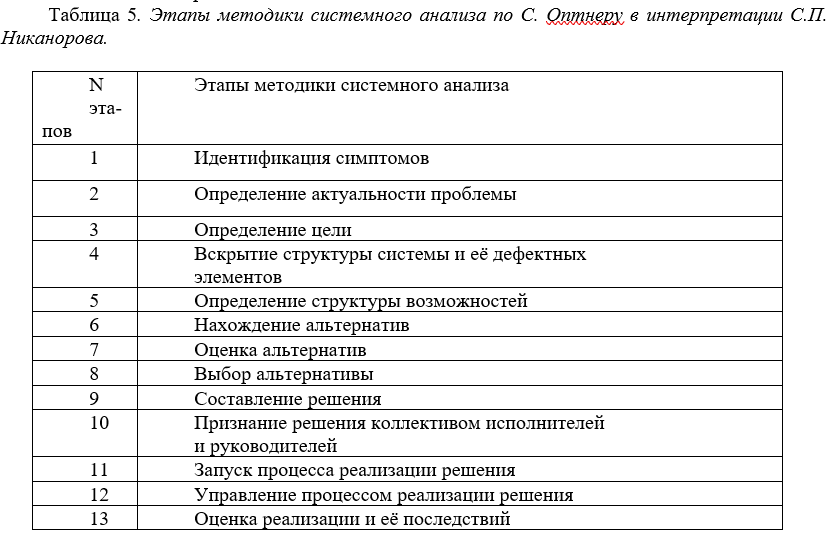 Таблица 5. Этапы методики системного анализа по С. Оптнеру в интерпретации С.П.
Никанорова.
N
эта-
пов
Этапы методики системного анализа
1 Идентификация симптомов
2 Определение актуальности проблемы
3 Определение цели
4 Вскрытие структуры системы и её дефектных
элементов
5 Определение структуры возможностей
6 Нахождение альтернатив
7 Оценка альтернатив
8 Выбор альтернативы
9 Составление решения
10 Признание решения коллективом исполнителей
и руководителей
11 Запуск процесса реализации решения
12 Управление процессом реализации решения
13 Оценка реализации и её последствий